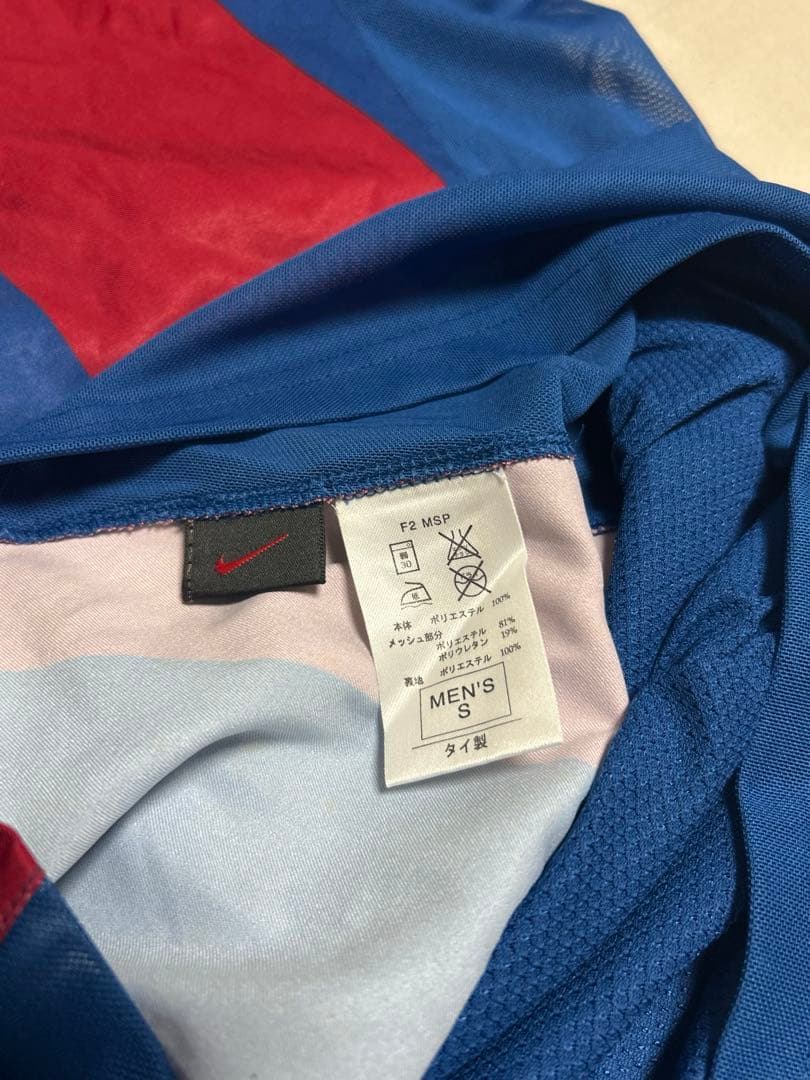 F2 MSP
弱
30
低
本体 ポリエステル 100%
メッシュ部分 ポリエステル 81%
ポリウレタン 19%
裏地 ポリエステル 100%
MEN'S
S
タイ製